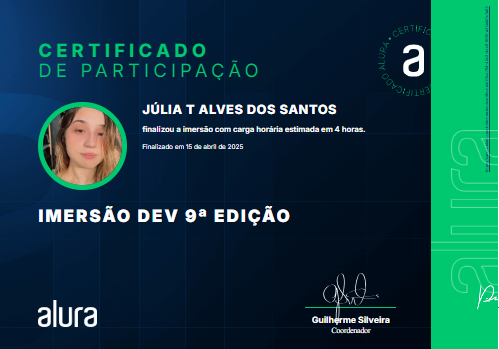 CERTIFICADO
DE PARTICIPAÇÃO
a
JÚLIA T ALVES DOS SANTOS
finalizou a imersão com carga horária estimada em 4 horas.
Finalizado em 15 de abril de 2025
IMERSÃO DEV 9ª EDIÇÃO
alura
Guilherme Silveira
Coordenador
alura